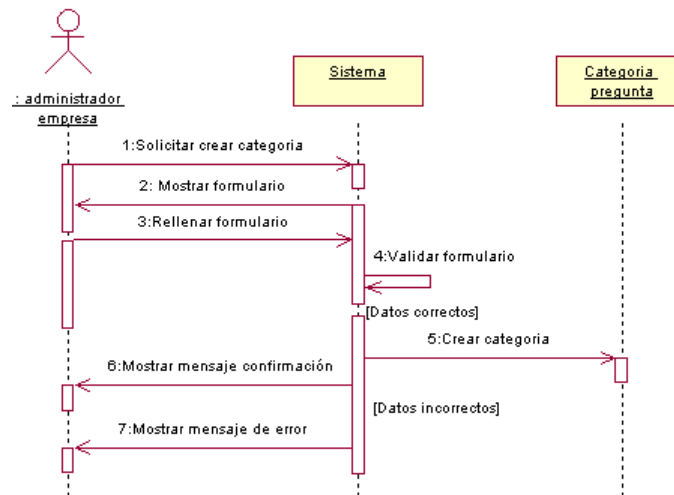 : administrador
empresa
Sistema
Categoria
pregunta
1:Solicitar crear categoria
2: Mostrar formulario
3:Rellenar formulario
4:Validar formulario
[Datos correctos]
5:Crear categoria
6:Mostrar mensaje confirmación
[Datos incorrectos]
7:Mostrar mensaje de error